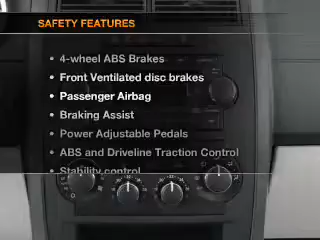 SAFETY FEATURES
• 4-wheel ABS Brakes
• Front Ventilated disc brakes
• Passenger Airbag
• Braking Assist
• Power Adjustable Pedals
• ABS and Driveline Traction Control
• Stability control